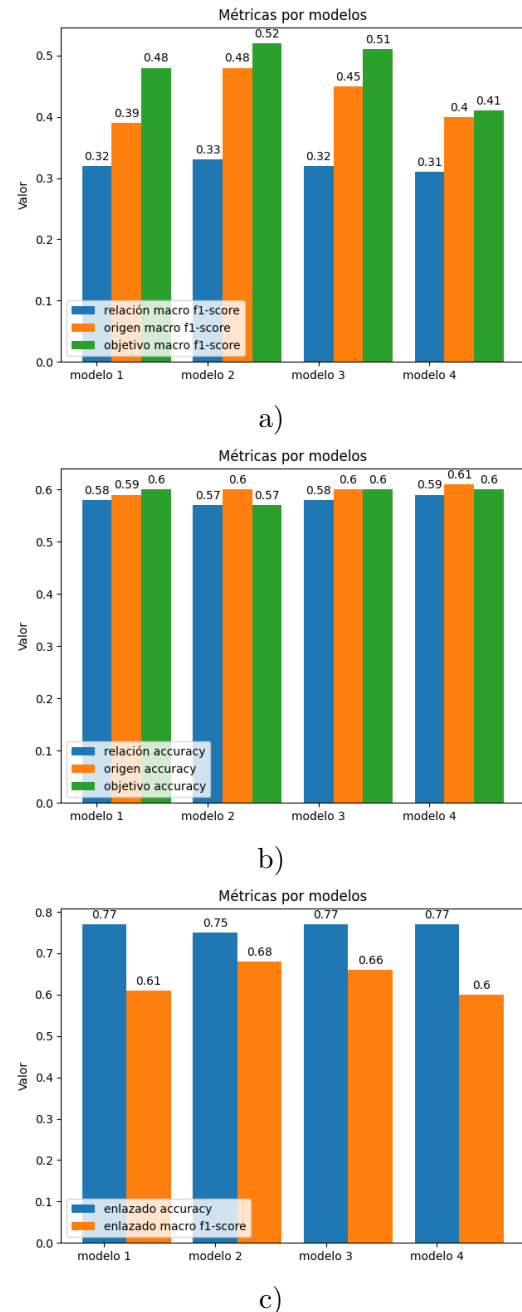 Métricas por modelos
0.52
0.51
0.5
0.48
0.48
0.45
0.4
0.41
0.4
0.39
0.33
0.32
0.32
0.31
0.3
Valor
0.2
0.1
relación macro f1-score
origen macro f1-score
objetivo macro f1-score
0.0
modelo 1
modelo 2
modelo 3
modelo 4
a)
Métricas por modelos
0.6
0.58
0.59
0.6
0.57
0.6
0.57
0.58
0.6
0.6
0.59
0.61
0.6
0.5
0.4
Valor
0.3
0.2
0.1
relación accuracy
origen accuracy
objetivo accuracy
0.0
modelo 1
modelo 2
modelo 3
modelo 4
b)
Métricas por modelos
0.8
0.77
0.75
0.77
0.77
0.7
0.68
0.66
0.6
0.61
0.6
0.5
Valor
0.4
0.3
0.2
0.1
enlazado accuracy
enlazado macro f1-score
0.0
modelo 1
modelo 2
modelo 3
modelo 4
c)